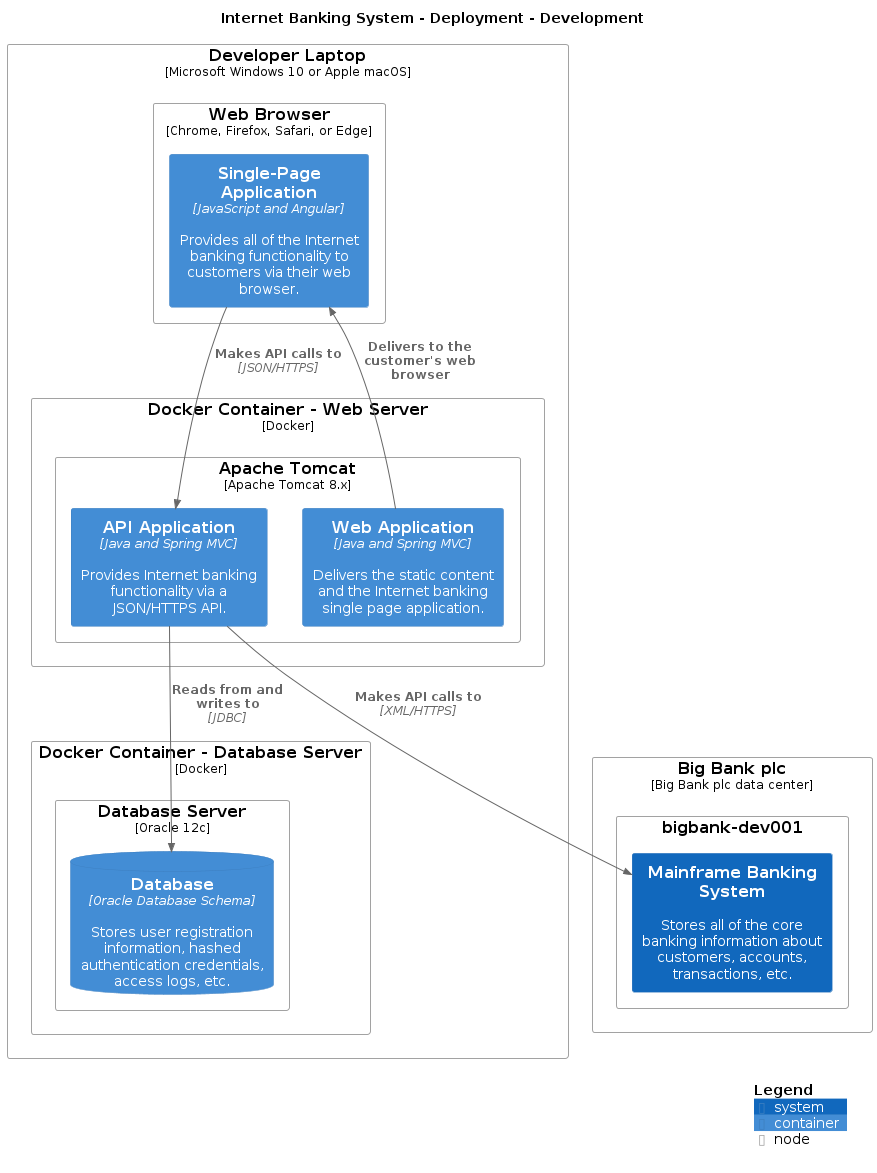 Internet Banking System - Deployment - Development
Developer Laptop
[Microsoft Windows 10 or Apple macOS]
Web Browser
[Chrome, Firefox, Safari, or Edge]
Single-Page
Application
[JavaScript and Angular]
Provides all of the Internet
banking functionality to
customers via their web
browser.
Makes API calls to
[JSON/HTTPS]
Delivers to the
customer's web
browser
Docker Container - Web Server
[Docker]
Apache Tomcat
[Apache Tomcat 8.x]
API Application
[Java and Spring MVC]
Provides Internet banking
functionality via a
JSON/HTTPS API.
Web Application
[Java and Spring MVC]
Delivers the static content
and the Internet banking
single page application.
Reads from and
writes to
[JDBC]
Makes API calls to
[XML/HTTPS]
Docker Container - Database Server
[Docker]
Database Server
[Oracle 12c]
Database
[Oracle Database Schema]
Stores user registration
information, hashed
authentication credentials,
access logs, etc.
Big Bank plc
[Big Bank plc data center]
bigbank-dev001
Mainframe Banking
System
Stores all of the core
banking information about
customers, accounts,
transactions, etc.
Legend
system
container
node